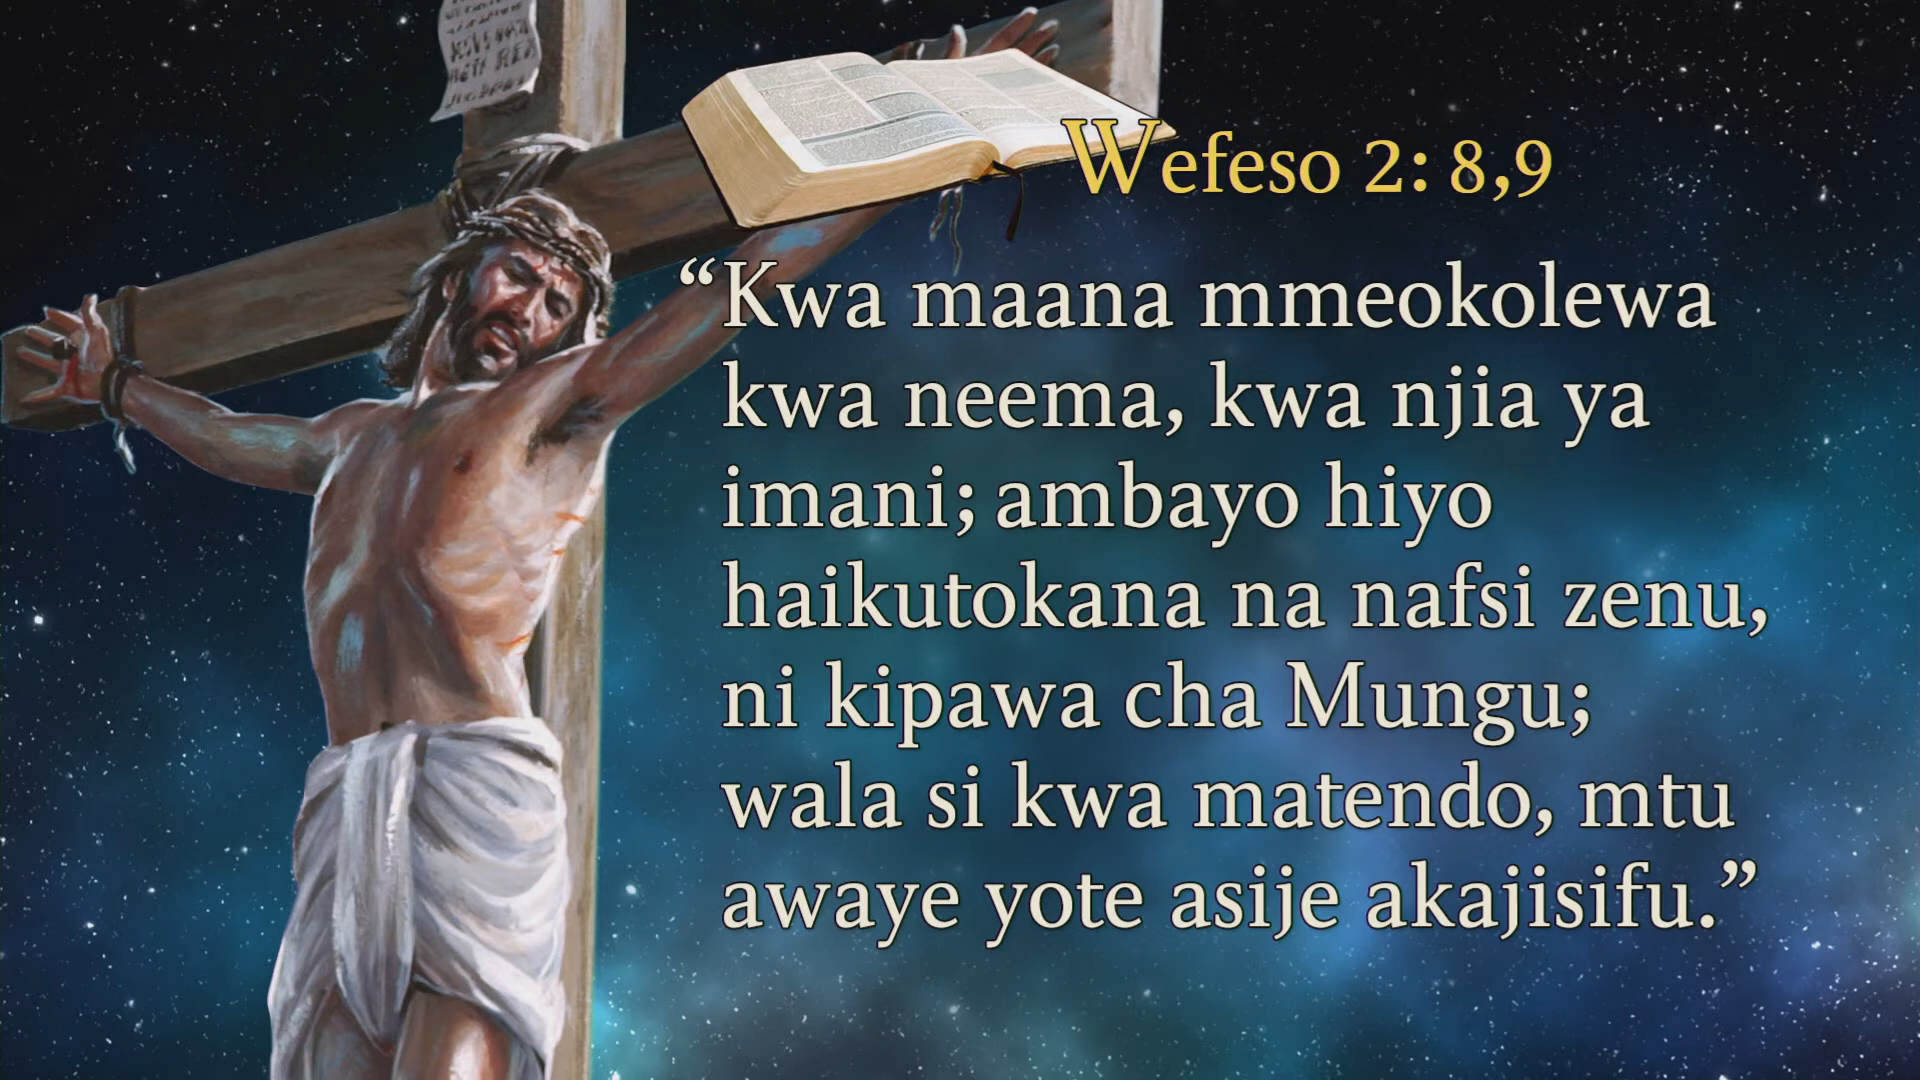 Wefeso 2: 8,9
“Kwa maana mmeokolewa
kwa neema, kwa njia ya
imani; ambayo hiyo
haikutokana na nafsi zenu,
ni kipawa cha Mungu;
wala si kwa matendo, mtu
awaye yote asije akajisifu.”